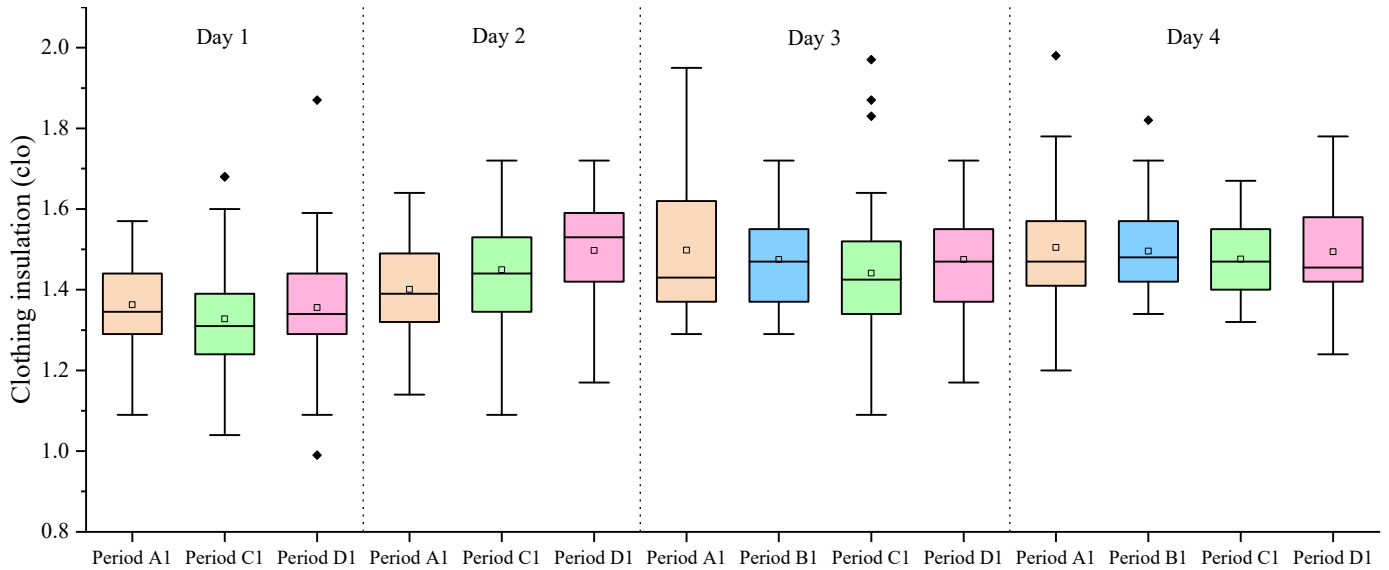 Day 1
Day 2
Day 3
Day 4
Clothing insulation (clo)
2.0
1.8
1.6
1.4
1.2
1.0
0.8
Period A1
Period C1
Period D1
Period A1
Period C1
Period D1
Period A1
Period B1
Period C1
Period D1
Period A1
Period B1
Period C1
Period D1